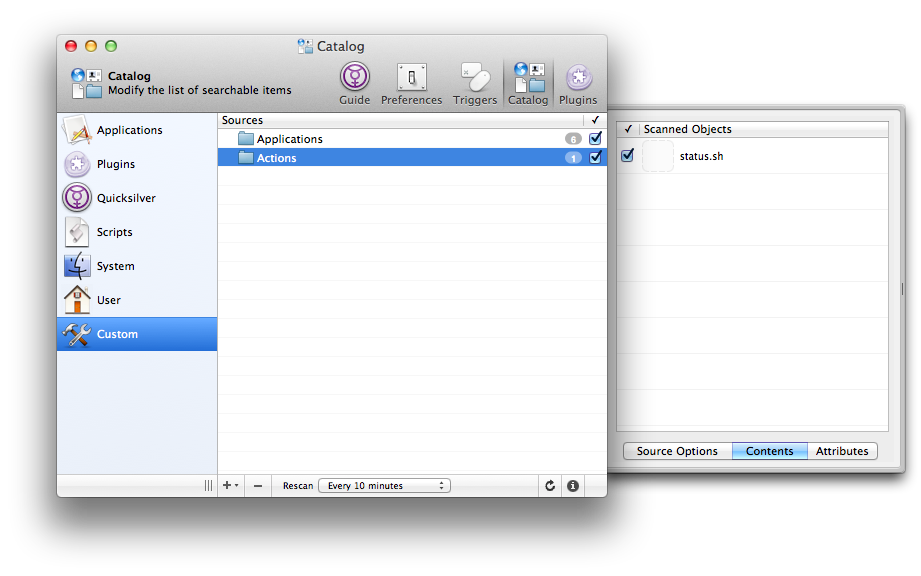 Catalog
Catalog
Modify the list of searchable items
Guide
Preferences
Triggers
Catalog
Plugins
Applications
Plugins
Quicksilver
Scripts
System
User
Custom
Sources ✓
Applications 6
Actions 1
Rescan Every 10 minutes
✓ Scanned Objects
status.sh
Source Options
Contents
Attributes